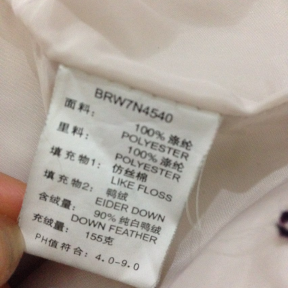 BRW7N4540
面料: 100% 涤纶
POLYESTER
里料: 100% 涤纶
POLYESTER
填充物1: 仿丝棉
LIKE FLOSS
填充物2: 鸭绒
EIDER DOWN
含绒量: 90% 纯白鸭绒
DOWN FEATHER
充绒量: 155克
PH值符合: 4.0-9.0